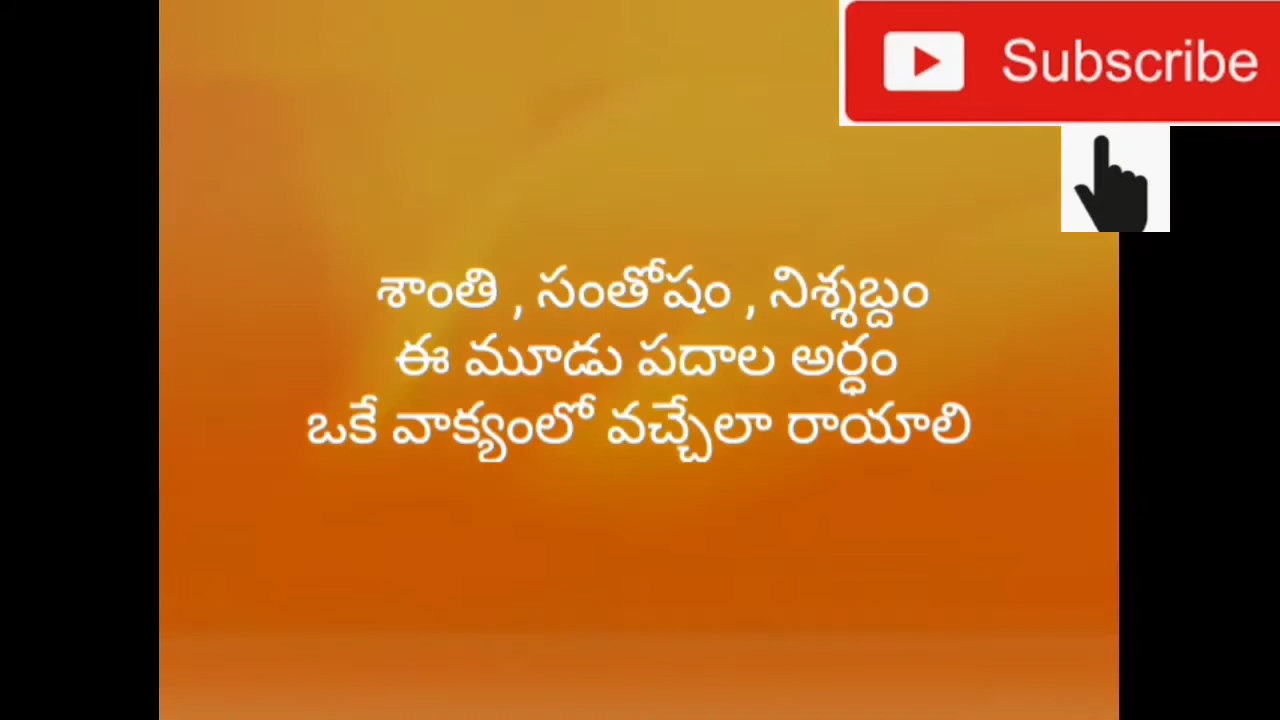 Subscribe
శాంతి , సంతోషం , నిశ్శబ్దం
ఈ మూడు పదాల అర్ధం
ఒకే వాక్యంలో వచ్చేలా రాయాలి